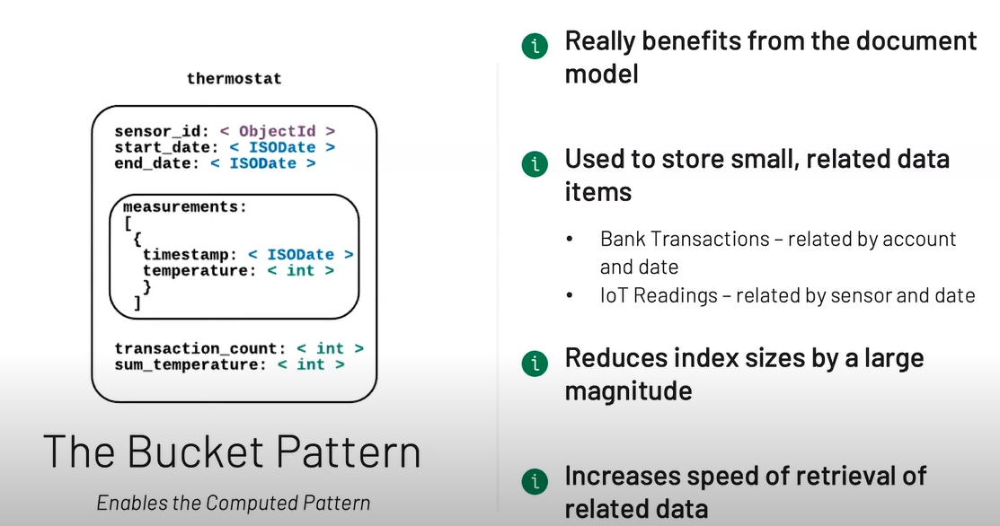 thermostat
sensor_id: < ObjectId >
start_date: < ISODate >
end_date: < ISODate >
measurements:
[
{
timestamp: < ISODate >
temperature: < int >
}
]
transaction_count: < int >
sum_temperature: < int >
The Bucket Pattern
Enables the Computed Pattern
i Really benefits from the document
model
i Used to store small, related data
items
• Bank Transactions – related by account
and date
• IoT Readings – related by sensor and date
i Reduces index sizes by a large
magnitude
i Increases speed of retrieval of
related data